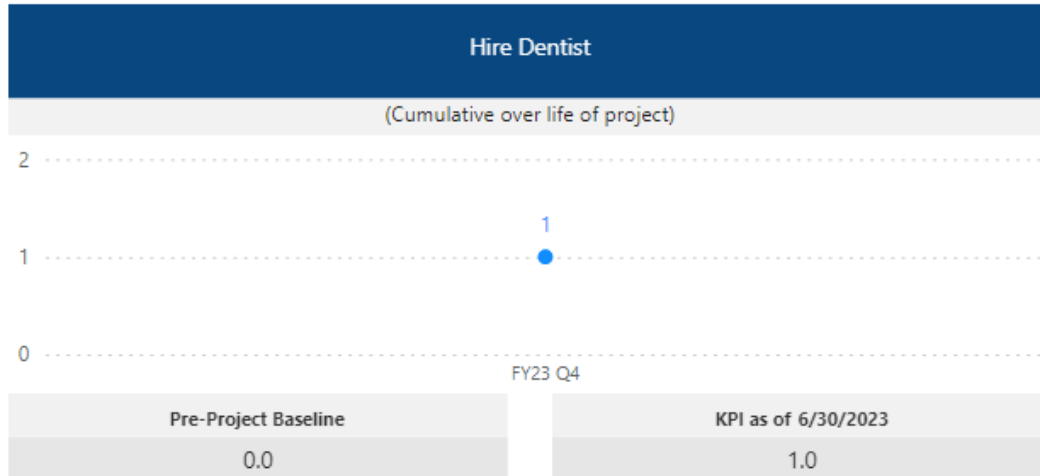 Hire Dentist
(Cumulative over life of project)
2
1
1
0
FY23 Q4
Pre-Project Baseline
KPI as of 6/30/2023
0.0
1.0